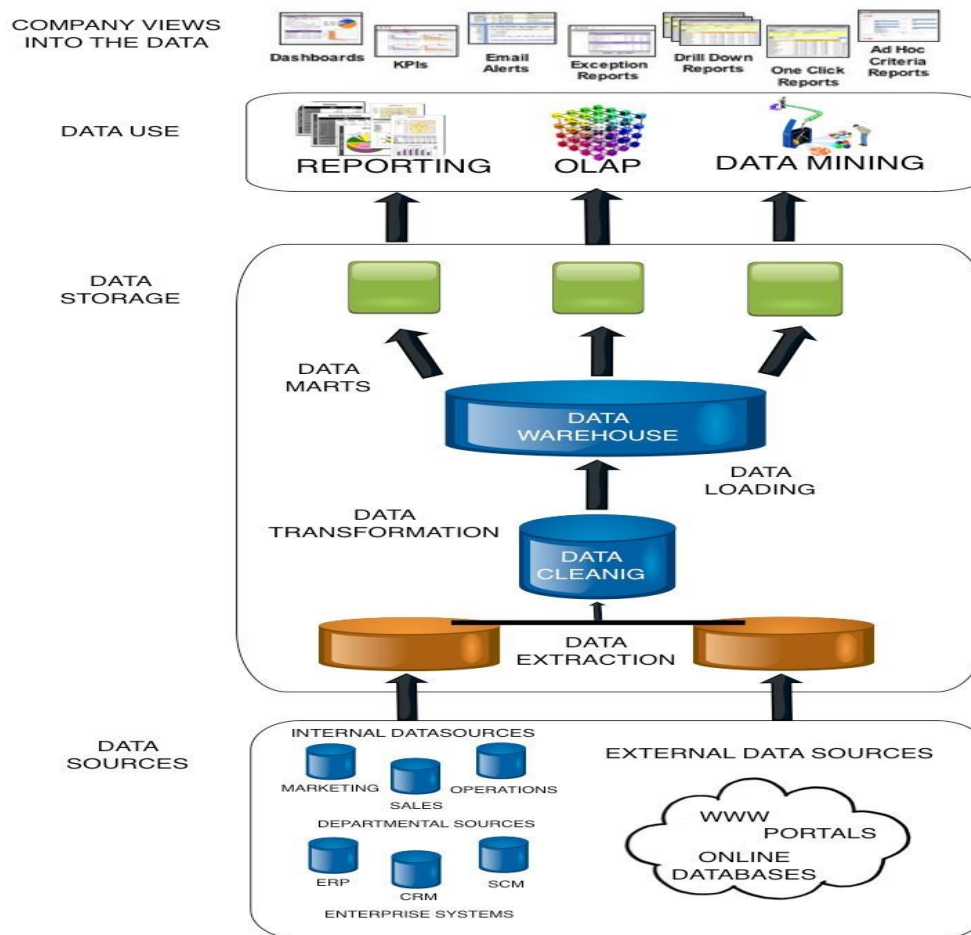 COMPANY VIEWS
INTO THE DATA
Dashboards
KPIs
Email
Alerts
Exception
Reports
Drill Down
Reports
One Click
Reports
Ad Hoc
Criteria
Reports
DATA USE
REPORTING
OLAP
DATA MINING
DATA
STORAGE
DATA
MARTS
DATA
WAREHOUSE
DATA
LOADING
DATA
TRANSFORMATION
DATA
CLEANIG
DATA
EXTRACTION
DATA
SOURCES
INTERNAL DATASOURCES
MARKETING
SALES
OPERATIONS
DEPARTMENTAL SOURCES
ERP
CRM
SCM
ENTERPRISE SYSTEMS
EXTERNAL DATA SOURCES
WWW
PORTALS
ONLINE
DATABASES